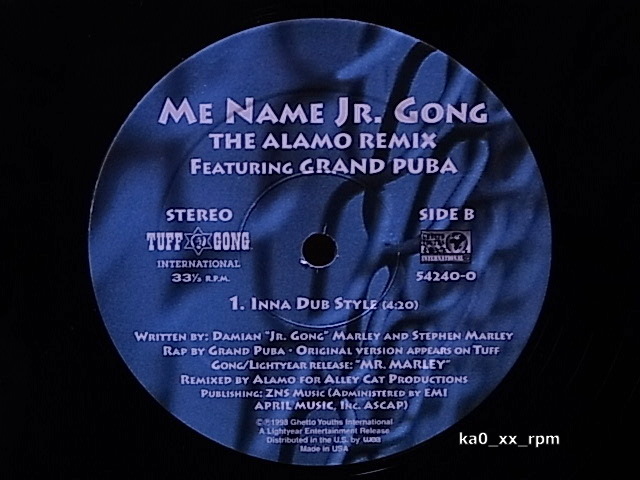 ME NAME JR. GONG
THE ALAMO REMIX
FEATURING GRAND PUBA
STEREO
SIDE B
TUFF GONG
INTERNATIONAL
INTERNATIONAL
33⅓ R.P.M.
54240-0
1. INNA DUB STYLE (4:20)
WRITTEN BY: DAMIAN "JR. GONG" MARLEY AND STEPHEN MARLEY
RAP BY GRAND PUBA - ORIGINAL VERSION APPEARS ON TUFF
GONG/LIGHTYEAR RELEASE: "MR. MARLEY"
REMIXED BY ALAMO FOR ALLEY CAT PRODUCTIONS
PUBLISHING: ZNS MUSIC (ADMINISTERED BY EMI
APRIL MUSIC, INC. ASCAP)
©℗1998 Ghetto Youths International
A Lightyear Entertainment Release
Distributed in the U.S. by wea
Made in USA
ka0_xx_rpm